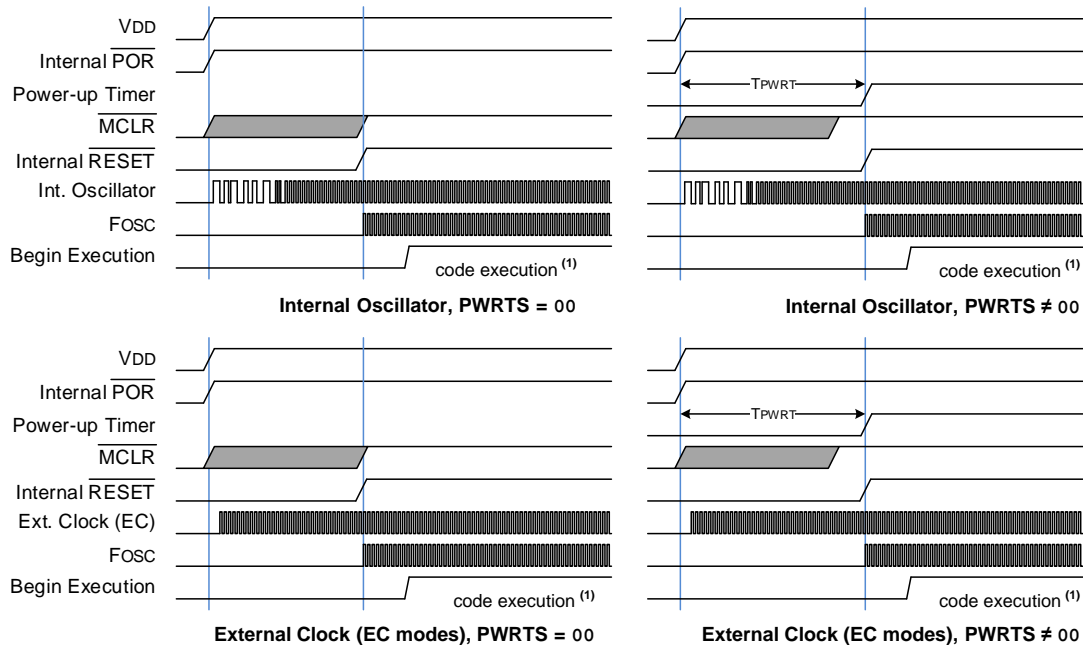 VDD
Internal POR
Power-up Timer
MCLR
Internal RESET
Int. Oscillator
FOSC
Begin Execution
code execution (1)
Internal Oscillator, PWRTS = 00
TPWRT
code execution (1)
Internal Oscillator, PWRTS ≠ 00
VDD
Internal POR
Power-up Timer
MCLR
Internal RESET
Ext. Clock (EC)
FOSC
Begin Execution
code execution (1)
External Clock (EC modes), PWRTS = 00
TPWRT
code execution (1)
External Clock (EC modes), PWRTS ≠ 00